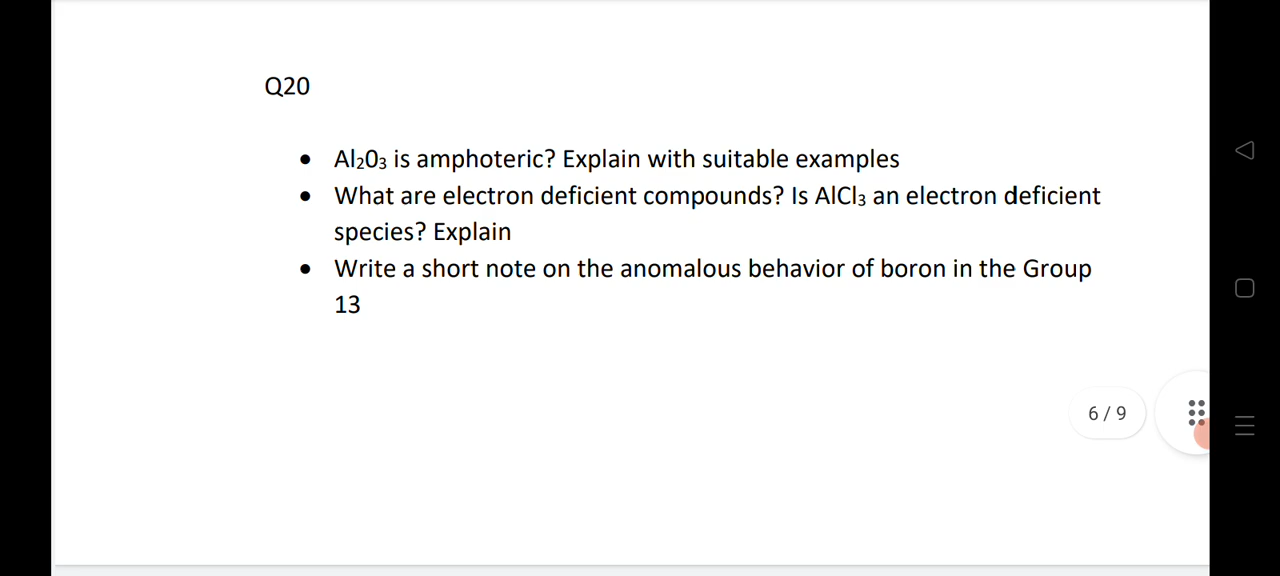 Q20
• Al₂O₃ is amphoteric? Explain with suitable examples
• What are electron deficient compounds? Is AlCl₃ an electron deficient
species? Explain
• Write a short note on the anomalous behavior of boron in the Group
13
6 / 9